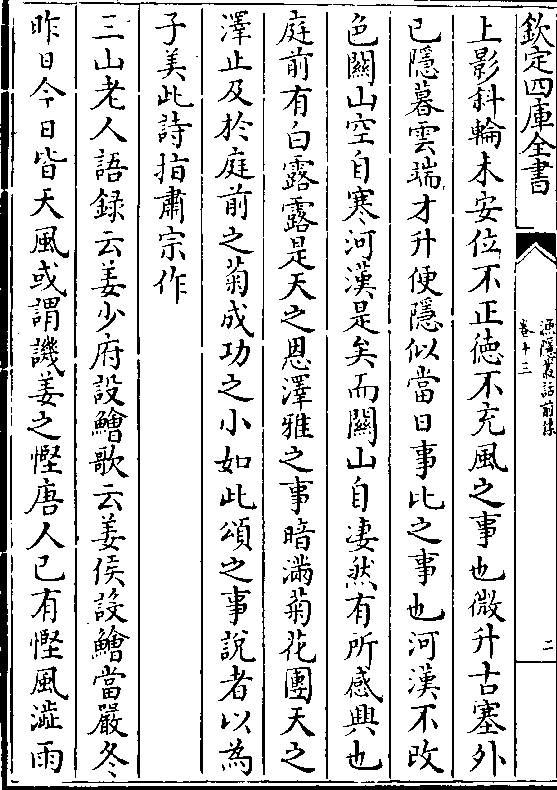 欽定四庫全書
漁隱叢話前集
卷十三
二
上影斜輪未安位不正德不充風之事也微升古塞外
已隱暮雲端才升便隱似當日事比之事也河漢不改
色關山空自寒河漢是矣而關山自凄然有所感興也
庭前有白露露是天之恩澤雅之事暗滿菊花團天之
澤止及於庭前之菊成功之小如此頌之事說者以為
子美此詩指肅宗作
三山老人語録云姜少府設鱠歌云姜侯設鱠當嚴冬
昨日今日皆天風或謂譏姜之慳唐人已有慳風澁雨